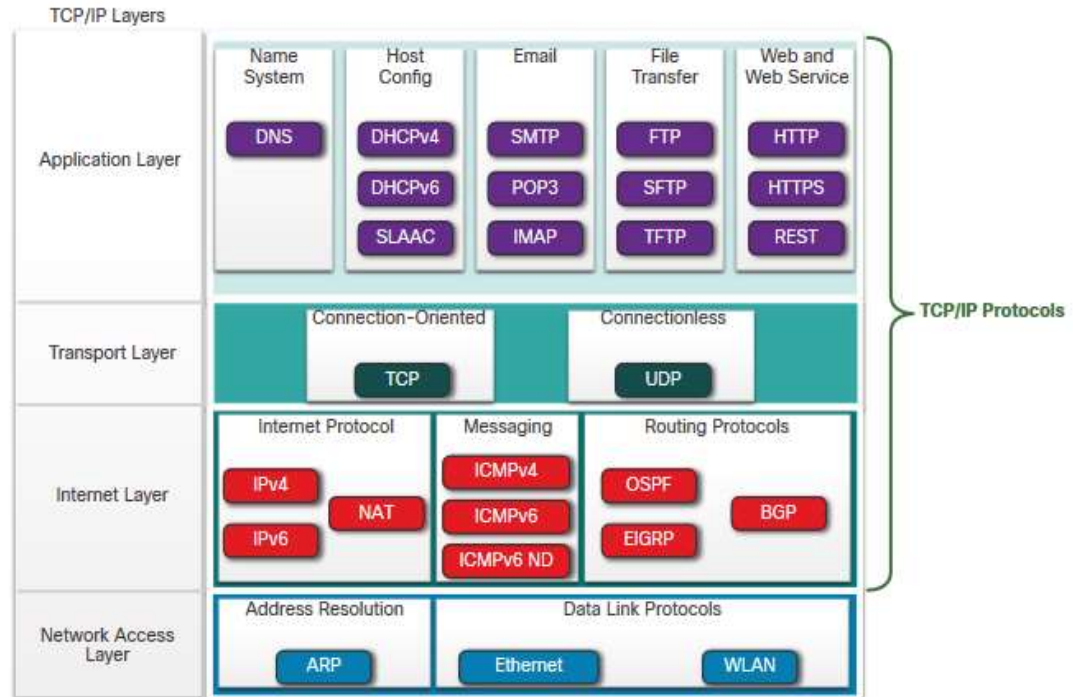 TCP/IP Layers
Application Layer
Name
System
DNS
Host
Config
DHCPv4
DHCPv6
SLAAC
Email
SMTP
POP3
IMAP
File
Transfer
FTP
SFTP
TFTP
Web and
Web Service
HTTP
HTTPS
REST
TCP/IP Protocols
Transport Layer
Connection-Oriented
TCP
Connectionless
UDP
Internet Layer
Internet Protocol
IPv4
IPv6
NAT
Messaging
ICMPv4
ICMPv6
ICMPv6 ND
Routing Protocols
OSPF
EIGRP
BGP
Network Access
Layer
Address Resolution
ARP
Data Link Protocols
Ethernet
WLAN